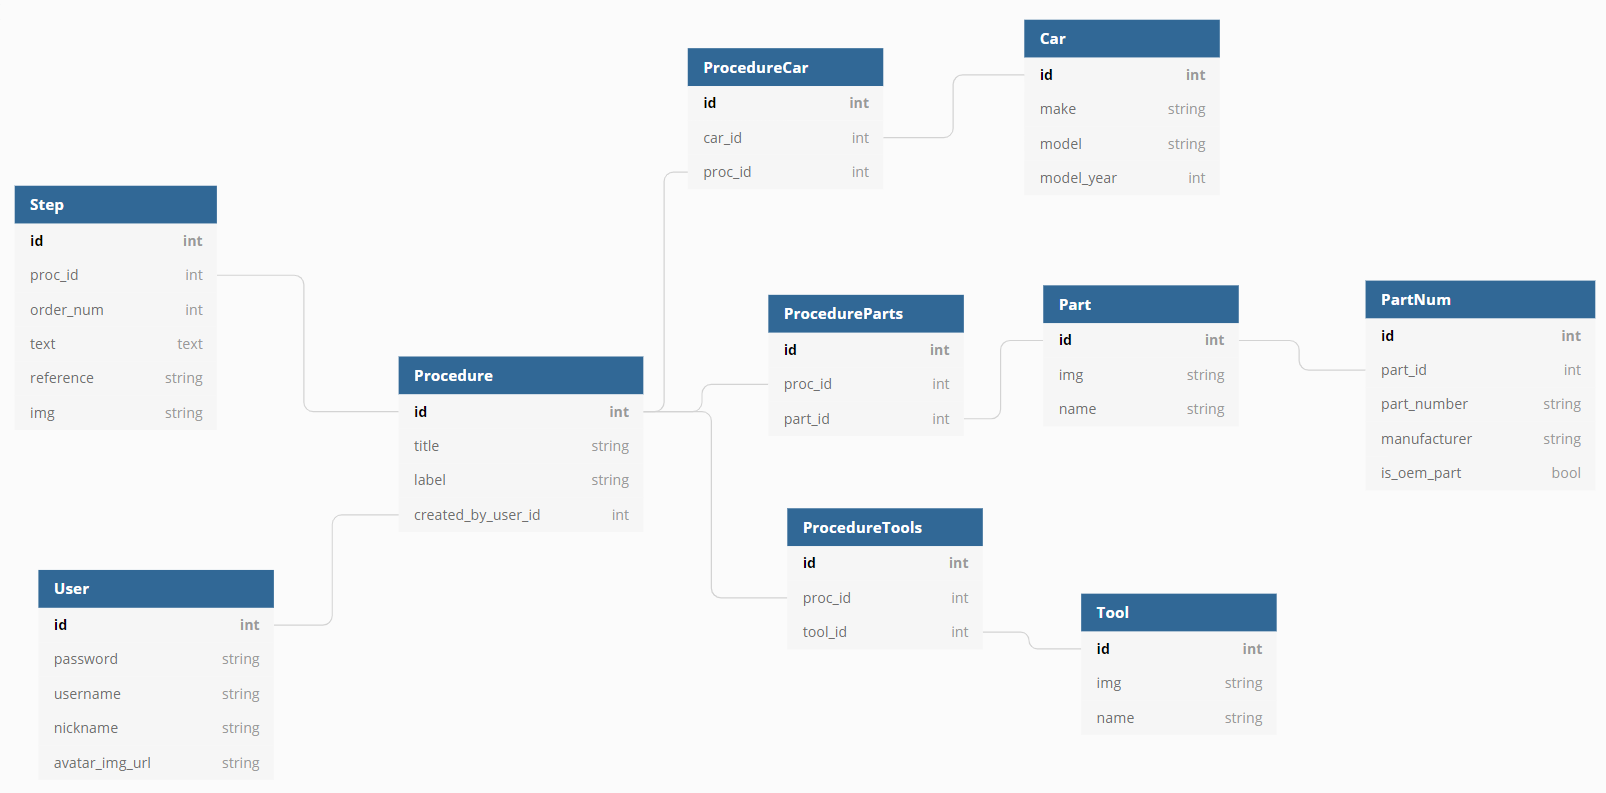 Car
id int
make string
model string
model_year int
ProcedureCar
id int
car_id int
proc_id int
Step
id int
proc_id int
order_num int
text text
reference string
img string
Procedure
id int
title string
label string
created_by_user_id int
ProcedureParts
id int
proc_id int
part_id int
Part
id int
img string
name string
PartNum
id int
part_id int
part_number string
manufacturer string
is_oem_part bool
ProcedureTools
id int
proc_id int
tool_id int
User
id int
password string
username string
nickname string
avatar_img_url string
Tool
id int
img string
name string